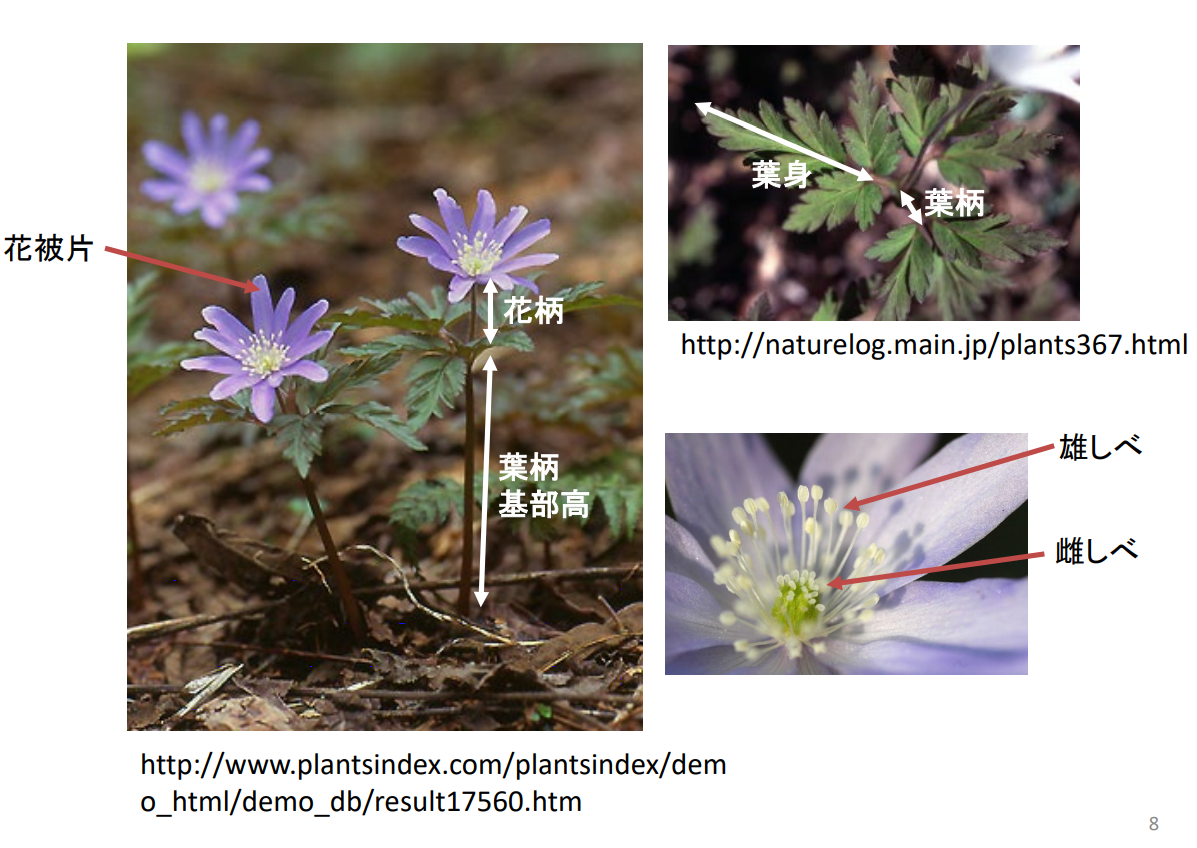 花被片
花柄
葉柄
基部高
http://www.plantsindex.com/plantsindex/dem
o_html/demo_db/result17560.htm
葉身
葉柄
http://naturelog.main.jp/plants367.html
雄しべ
雌しべ
8